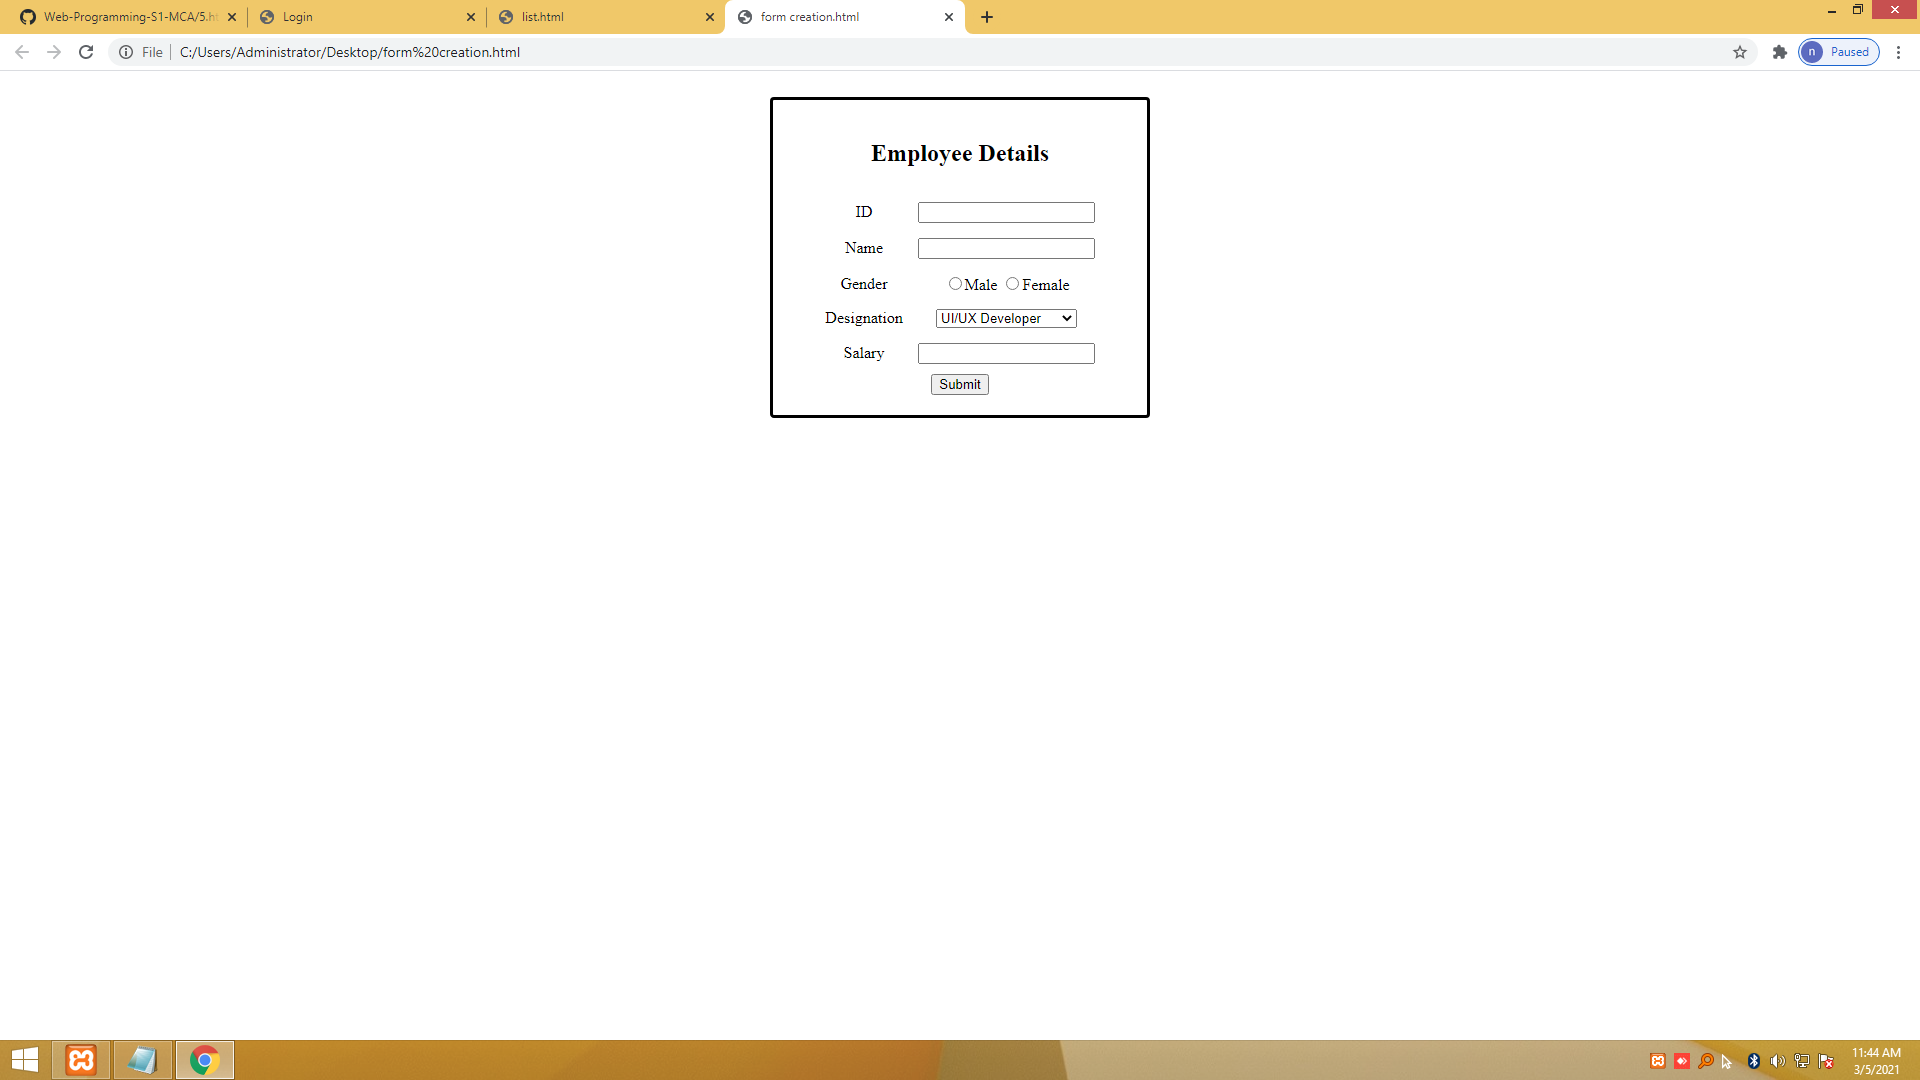 Web-Programming-S1-MCA/5.ht
Login
list.html
form creation.html
File
C:/Users/Administrator/Desktop/form%20creation.html
n
Paused
Employee Details
ID
Name
Gender Male Female
Designation UI/UX Developer
Salary
Submit
11:44 AM
3/5/2021